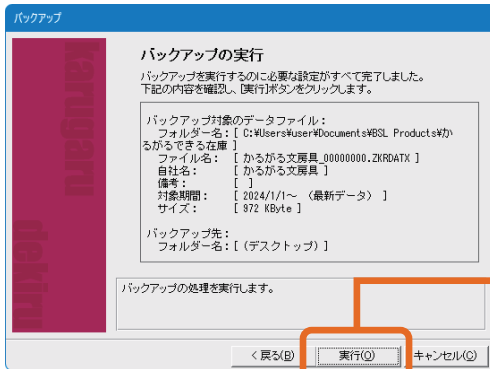 バックアップ
karugaru
dekiru
バックアップの実行
バックアップを実行するのに必要な設定がすべて完了しました。
下記の内容を確認し、[実行]ボタンをクリックします。
バックアップ対象のデータファイル：
フォルダー名：[ C:¥Users¥user¥Documents¥BSL Products¥か
るがるできる在庫 ]
ファイル名： [ かるがる文房具_00000000.ZKRDATX ]
自社名： [ かるがる文房具 ]
備考： [ ]
対象期間： [ 2024/1/1～ （最新データ） ]
サイズ： [ 972 KByte ]
バックアップ先：
フォルダー名：[ (デスクトップ) ]
バックアップの処理を実行します。
< 戻る(B) 実行(O) キャンセル(C)